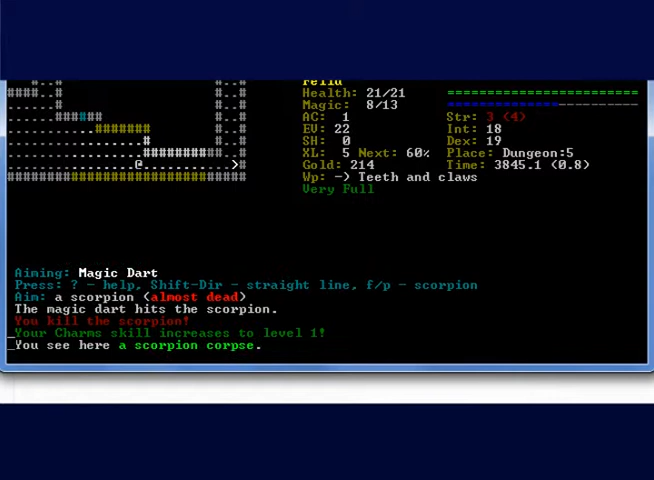 Felid
Health: 21/21
Magic: 8/13
AC: 1 Str: 3 (4)
EV: 22 Int: 18
SH: 0 Dex: 19
XL: 5 Next: 60% Place: Dungeon:5
Gold: 214 Time: 3845.1 (0.8)
Wp: -) Teeth and claws
Very Full
Aiming: Magic Dart
Press: ? - help, Shift-Dir - straight line, f/p - scorpion
Aim: a scorpion (almost dead)
The magic dart hits the scorpion.
You kill the scorpion!
_Your Charms skill increases to level 1!
_You see here a scorpion corpse.